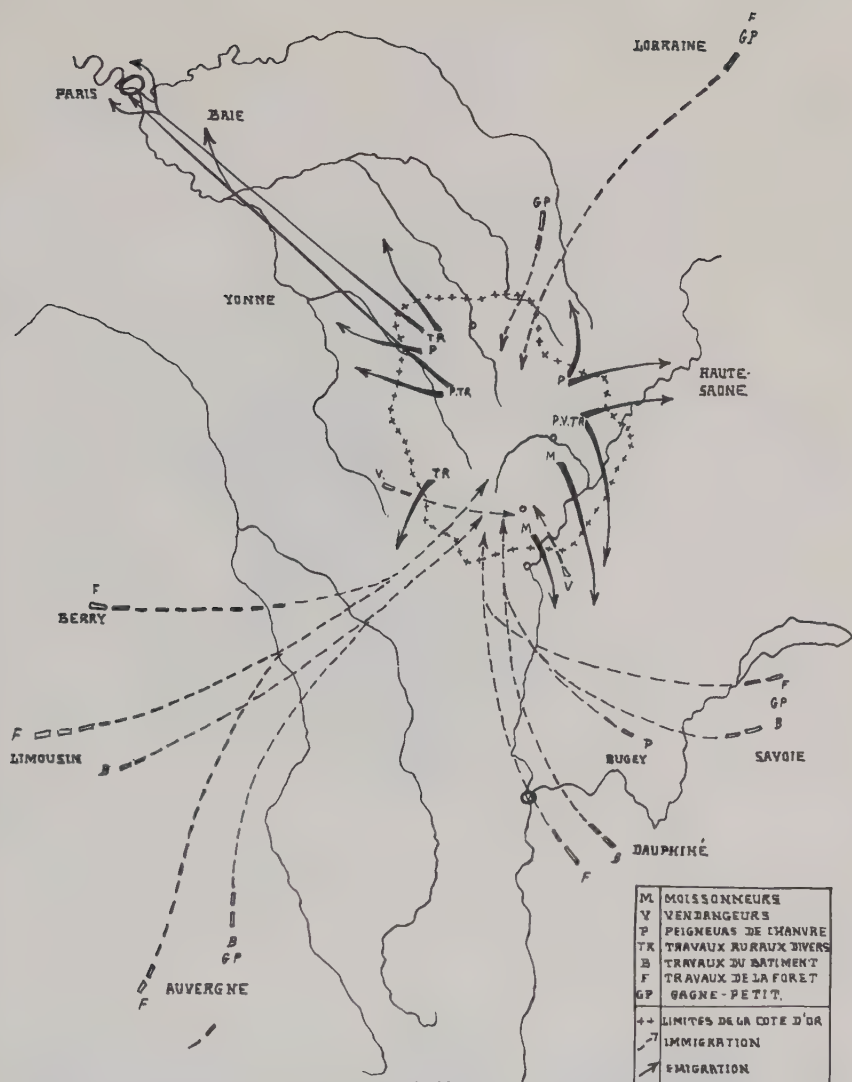 F
GP
LORRAINE
PARIS
BRIE
GP
YONNE
TR
P
P
HAUTE-
SAONE
P.TR
P.V.TR
M
V.
TR
M
V
F
BERRY
F
GP
B
F
LIMOUSIN
B
BUGEY
P
SAVOIE
B
DAUPHINÉ
F
B
GP
F
AUVERGNE
M MOISSONNEURS
V VENDANGEURS
P PEIGNEURS DE CHANVRE
TR TRAVAUX RURAUX DIVERS
B TRAVAUX DU BATIMENT
F TRAVAUX DE LA FORET
GP GAGNE-PETIT.
++ LIMITES DE LA COTE D'OR
IMMIGRATION
EMIGRATION